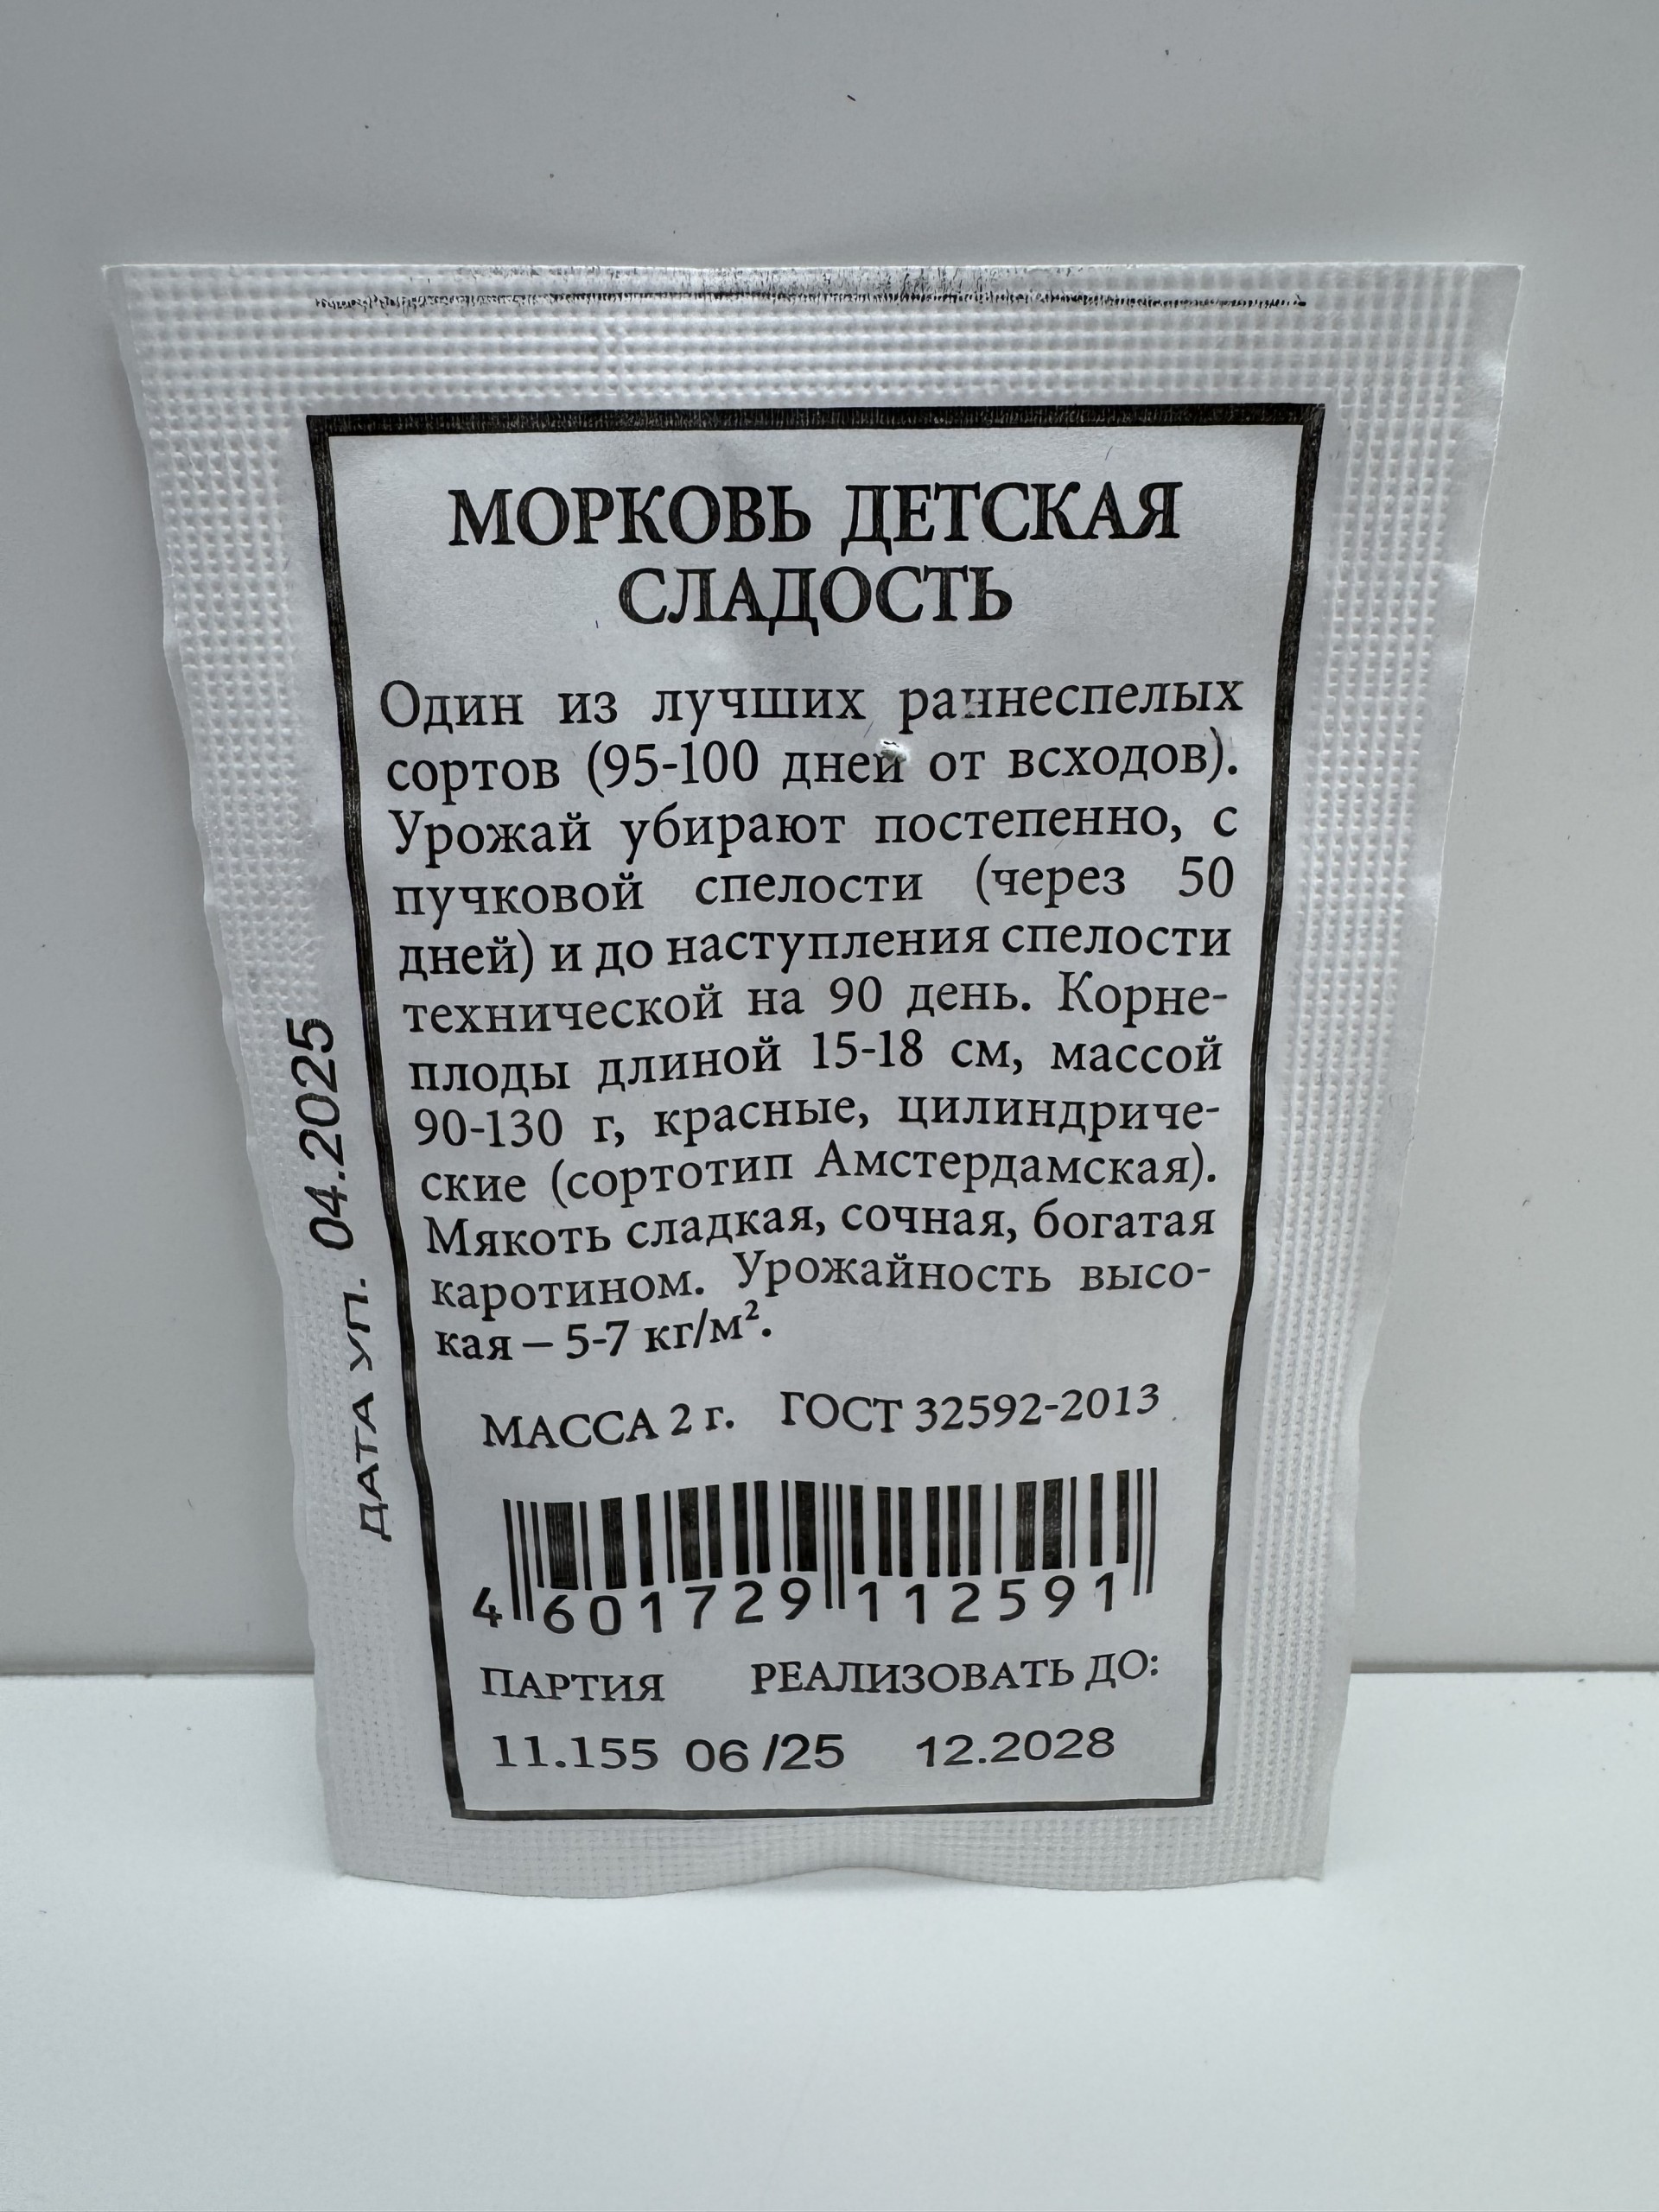 МОРКОВЬ ДЕТСКАЯ
СЛАДОСТЬ
Один из лучших раннеспелых
сортов (95-100 дней от всходов).
Урожай убирают постепенно, с
пучковой спелости (через 50
дней) и до наступления спелости
технической на 90 день. Корне-
плоды длиной 15-18 см, массой
90-130 г, красные, цилиндриче-
ские (сортотип Амстердамская).
Мякоть сладкая, сочная, богатая
каротином. Урожайность высо-
кая – 5-7 кг/м².
МАССА 2 г. ГОСТ 32592-2013
4 601729 112591
ПАРТИЯ РЕАЛИЗОВАТЬ ДО:
11.155 06 /25 12.2028
ДАТА УП. 04.2025